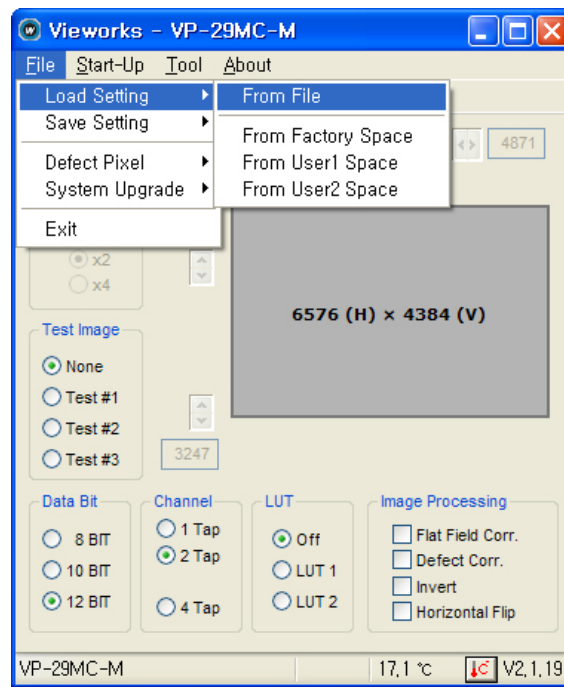 Vieworks - VP-29MC-M
File Start-Up Tool About
Load Setting
Save Setting
Defect Pixel
System Upgrade
Exit
From File
From Factory Space
From User1 Space
From User2 Space
4871
x2
x4
6576 (H) × 4384 (V)
Test Image
None
Test #1
Test #2
Test #3
3247
Data Bit
8 BIT
10 BIT
12 BIT
Channel
1 Tap
2 Tap
4 Tap
LUT
Off
LUT 1
LUT 2
Image Processing
Flat Field Corr.
Defect Corr.
Invert
Horizontal Flip
VP-29MC-M 17,1 ℃ V2,1,19